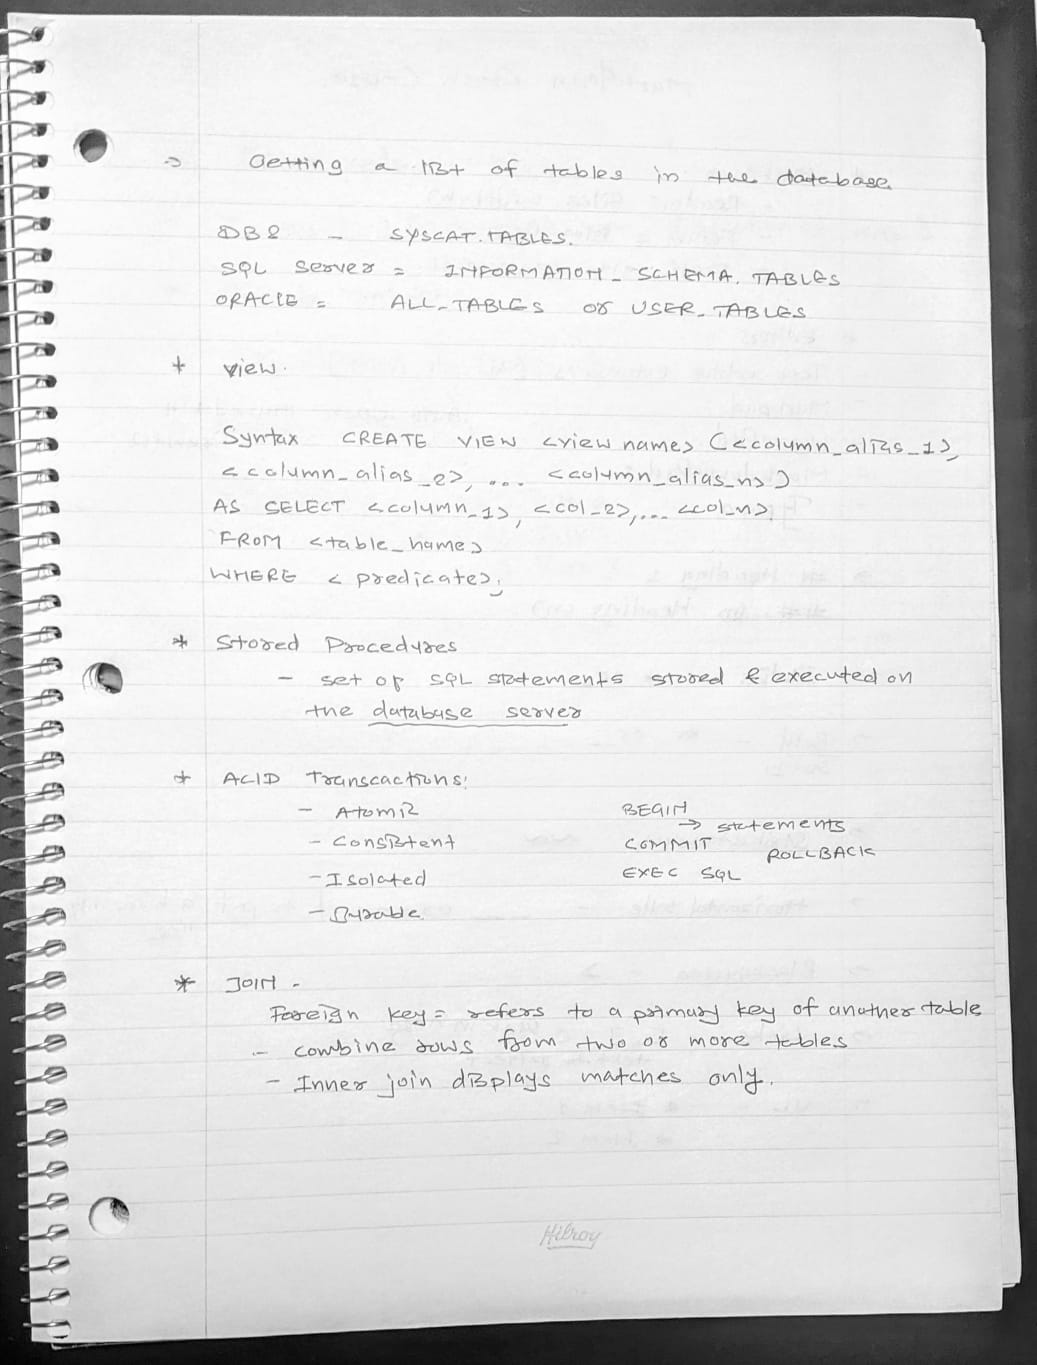 → Getting a list of tables in the database.
DB2 - SYSCAT.TABLES.
SQL Server = INFORMATION_SCHEMA.TABLES
ORACLE = ALL_TABLES or USER_TABLES
* View.
Syntax CREATE VIEW <view name> (<column_alias_1>,
<column_alias_2>, ... <column_alias_n>)
AS SELECT <column_1>, <col_2>,... <col_n>.
FROM <table_name>
WHERE <predicate>;
* Stored Procedures
- set of SQL statements stored & executed on
the database server
* ACID Transcactions:
- Atomic BEGIN
→ statements
- Consistent COMMIT ROLLBACK
- Isolated EXEC SQL
- Durable
* JOIN -
Foreign key = refers to a primary key of another table
- combine rows from two or more tables
- Inner join displays matches only.
Hilroy